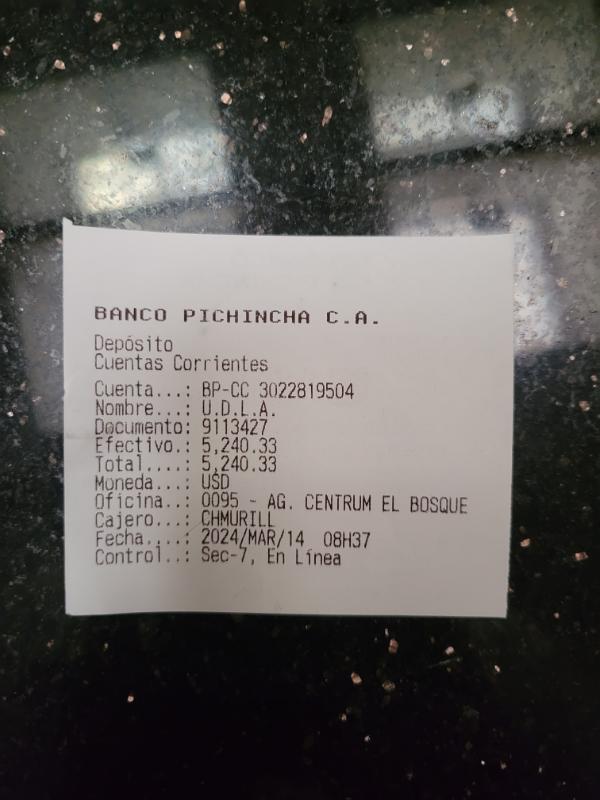 BANCO PICHINCHA C.A.
Depósito
Cuentas Corrientes
Cuenta...: BP-CC 3022819504
Nombre...: U.D.L.A.
Documento: 9113427
Efectivo.: 5,240.33
Total....: 5,240.33
Moneda...: USD
Oficina..: 0095 - AG. CENTRUM EL BOSQUE
Cajero...: CHMURILL
Fecha....: 2024/MAR/14 08H37
Control..: Sec-7, En Línea